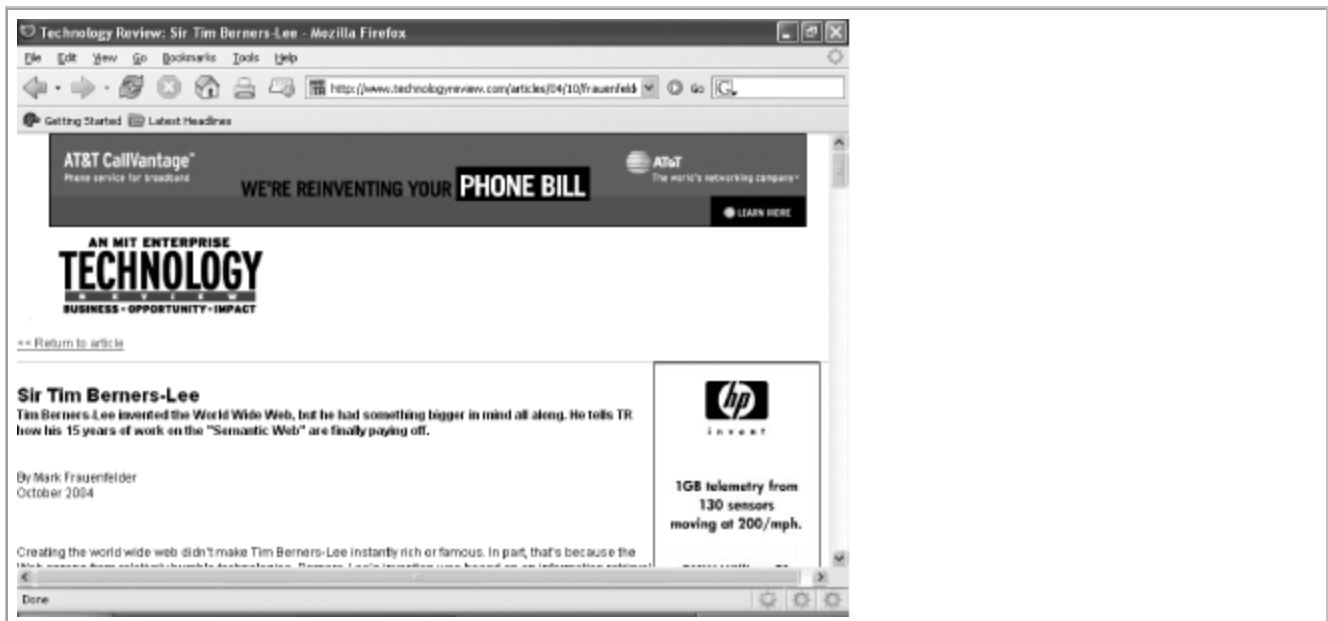 Technology Review: Sir Tim Berners-Lee - Mozilla Firefox
File Edit View Go Bookmarks Tools Help
http://www.technologyreview.com/articles/04/10/frauenfeld Go
Getting Started Latest Headlines
AT&T CallVantage
Phone service for broadband
WE'RE REINVENTING YOUR PHONE BILL
AT&T
The world's networking company
LEARN MORE
AN MIT ENTERPRISE
TECHNOLOGY
REVIEW
BUSINESS · OPPORTUNITY · IMPACT
<< Return to article
Sir Tim Berners-Lee
Tim Berners-Lee invented the World Wide Web, but he had something bigger in mind all along. He tells TR
how his 15 years of work on the "Semantic Web" are finally paying off.
By Mark Frauenfelder
October 2004
Creating the world wide web didn't make Tim Berners-Lee instantly rich or famous. In part, that's because the
hp
invent
1GB telemetry from
130 sensors
moving at 200/mph.
Done